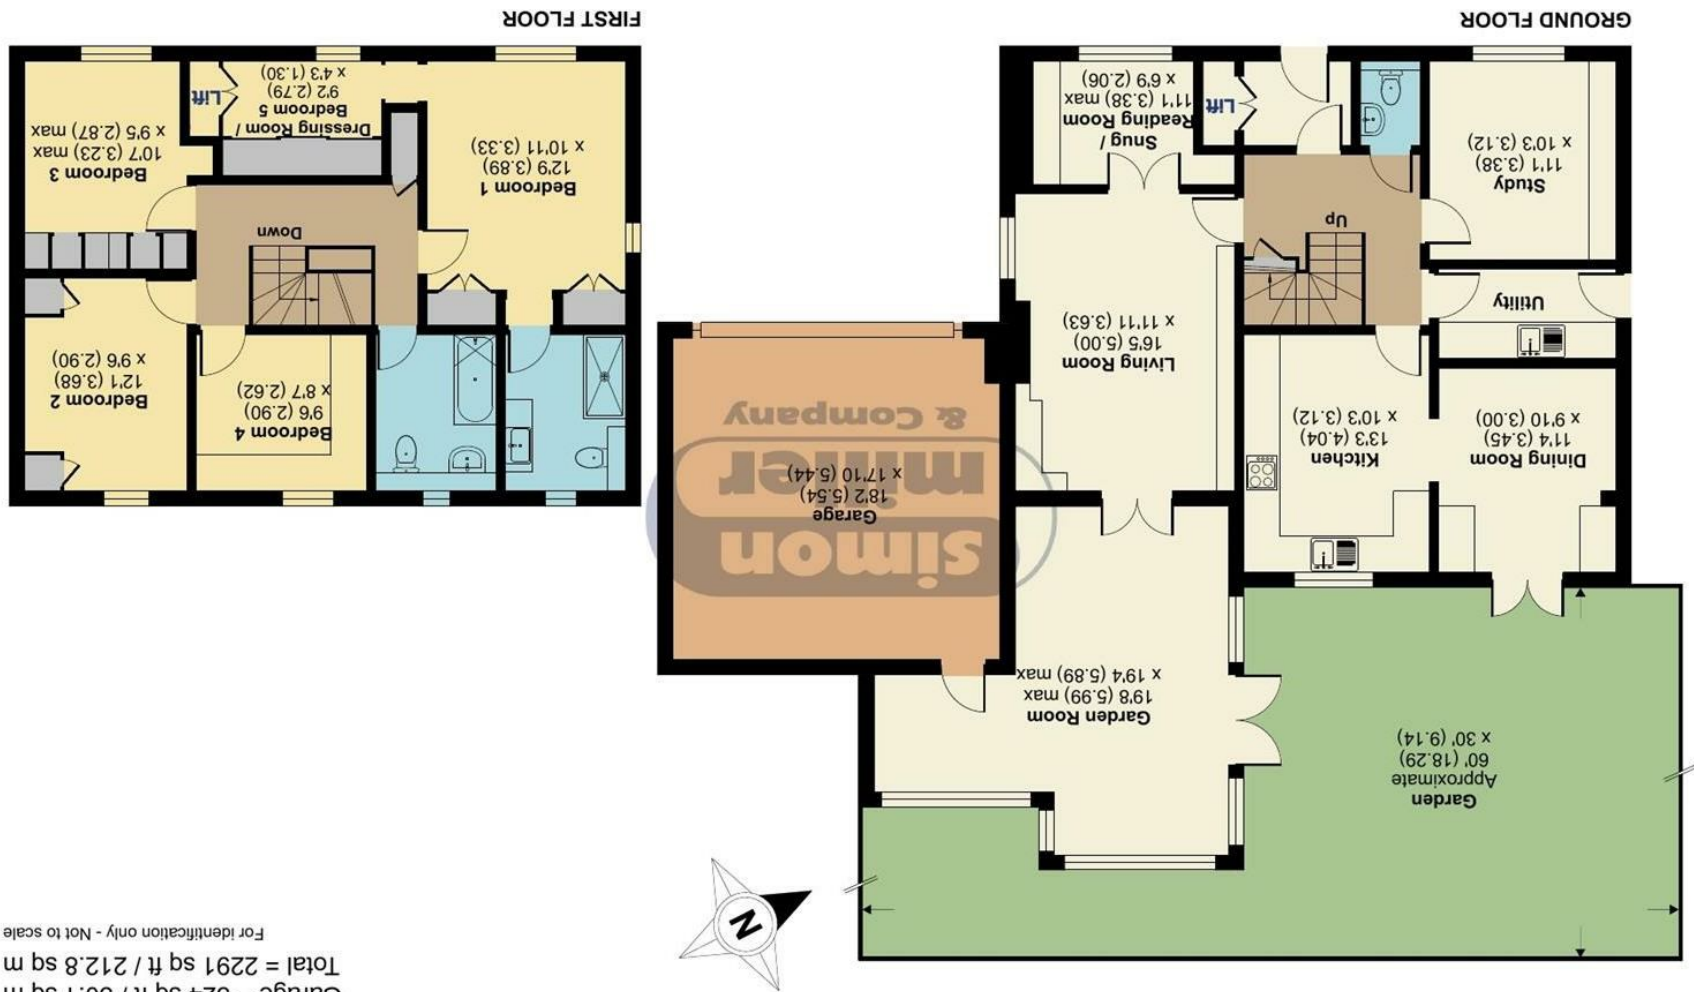 Garage = 324 sq ft / 30.1 sq m
Total = 2291 sq ft / 212.8 sq m
For identification only - Not to scale
N
Garden
Approximate
60' (18.29)
x 30' (9.14)
Garden Room
19'8 (5.99) max
x 19'4 (5.89) max
Dining Room
11'4 (3.45)
x 9'10 (3.00)
Kitchen
13'3 (4.04)
x 10'3 (3.12)
Living Room
16'5 (5.00)
x 11'11 (3.63)
Garage
18'2 (5.54)
x 17'10 (5.44)
simon
miller
& Company
Utility
Study
11'1 (3.38)
x 10'3 (3.12)
Up
Lift
Snug /
Reading Room
11'1 (3.38) max
x 6'9 (2.06)
GROUND FLOOR
Bedroom 4
9'6 (2.90)
x 8'7 (2.62)
Bedroom 2
12'1 (3.68)
x 9'6 (2.90)
Down
Bedroom 1
12'9 (3.89)
x 10'11 (3.33)
Dressing Room /
Bedroom 5
9'2 (2.79)
x 4'3 (1.30)
Lift
Bedroom 3
10'7 (3.23) max
x 9'5 (2.87) max
FIRST FLOOR